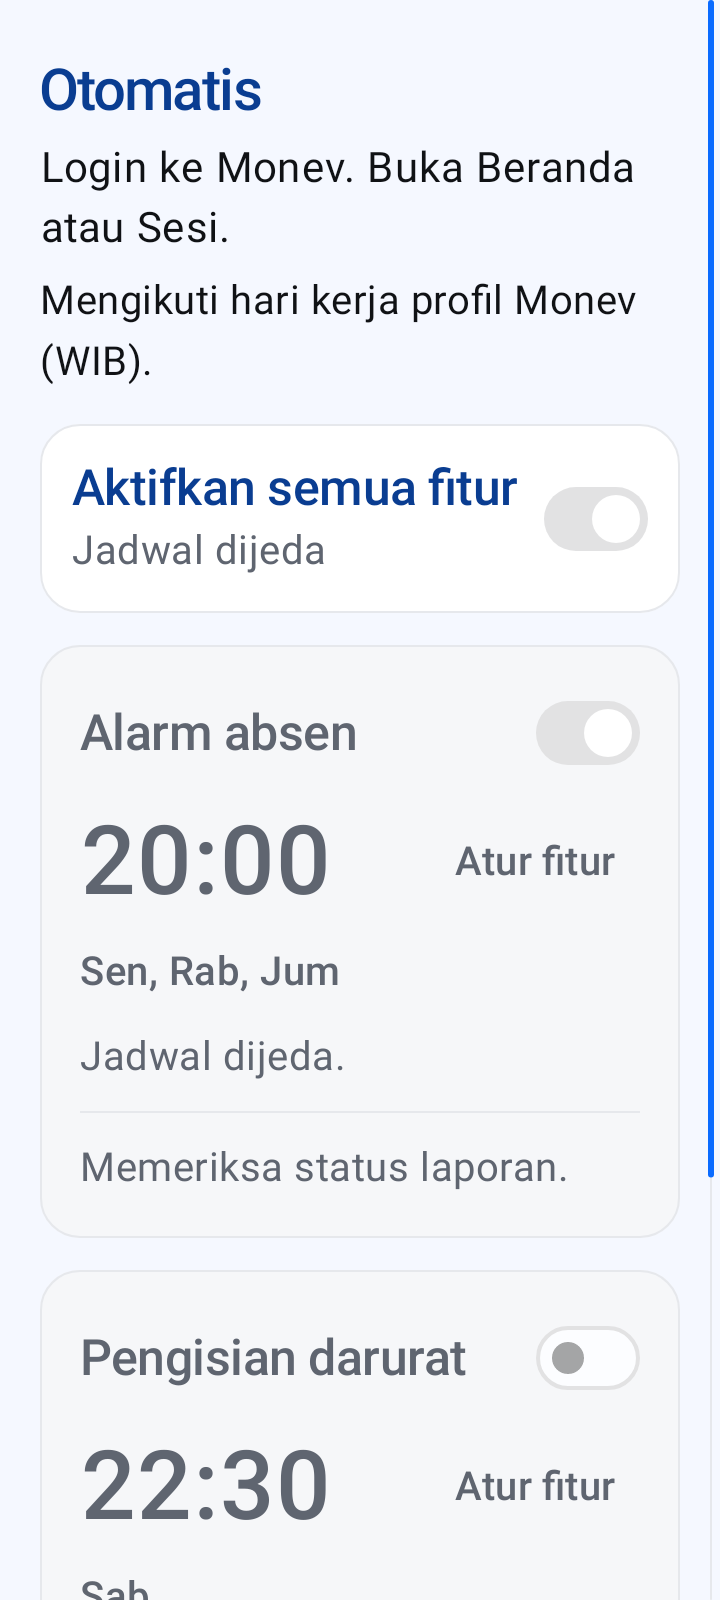 Otomatis
Login ke Monev. Buka Beranda
atau Sesi.
Mengikuti hari kerja profil Monev
(WIB).
Aktifkan semua fitur
Jadwal dijeda
Alarm absen
20:00
Atur fitur
Sen, Rab, Jum
Jadwal dijeda.
Memeriksa status laporan.
Pengisian darurat
22:30
Atur fitur
Sab